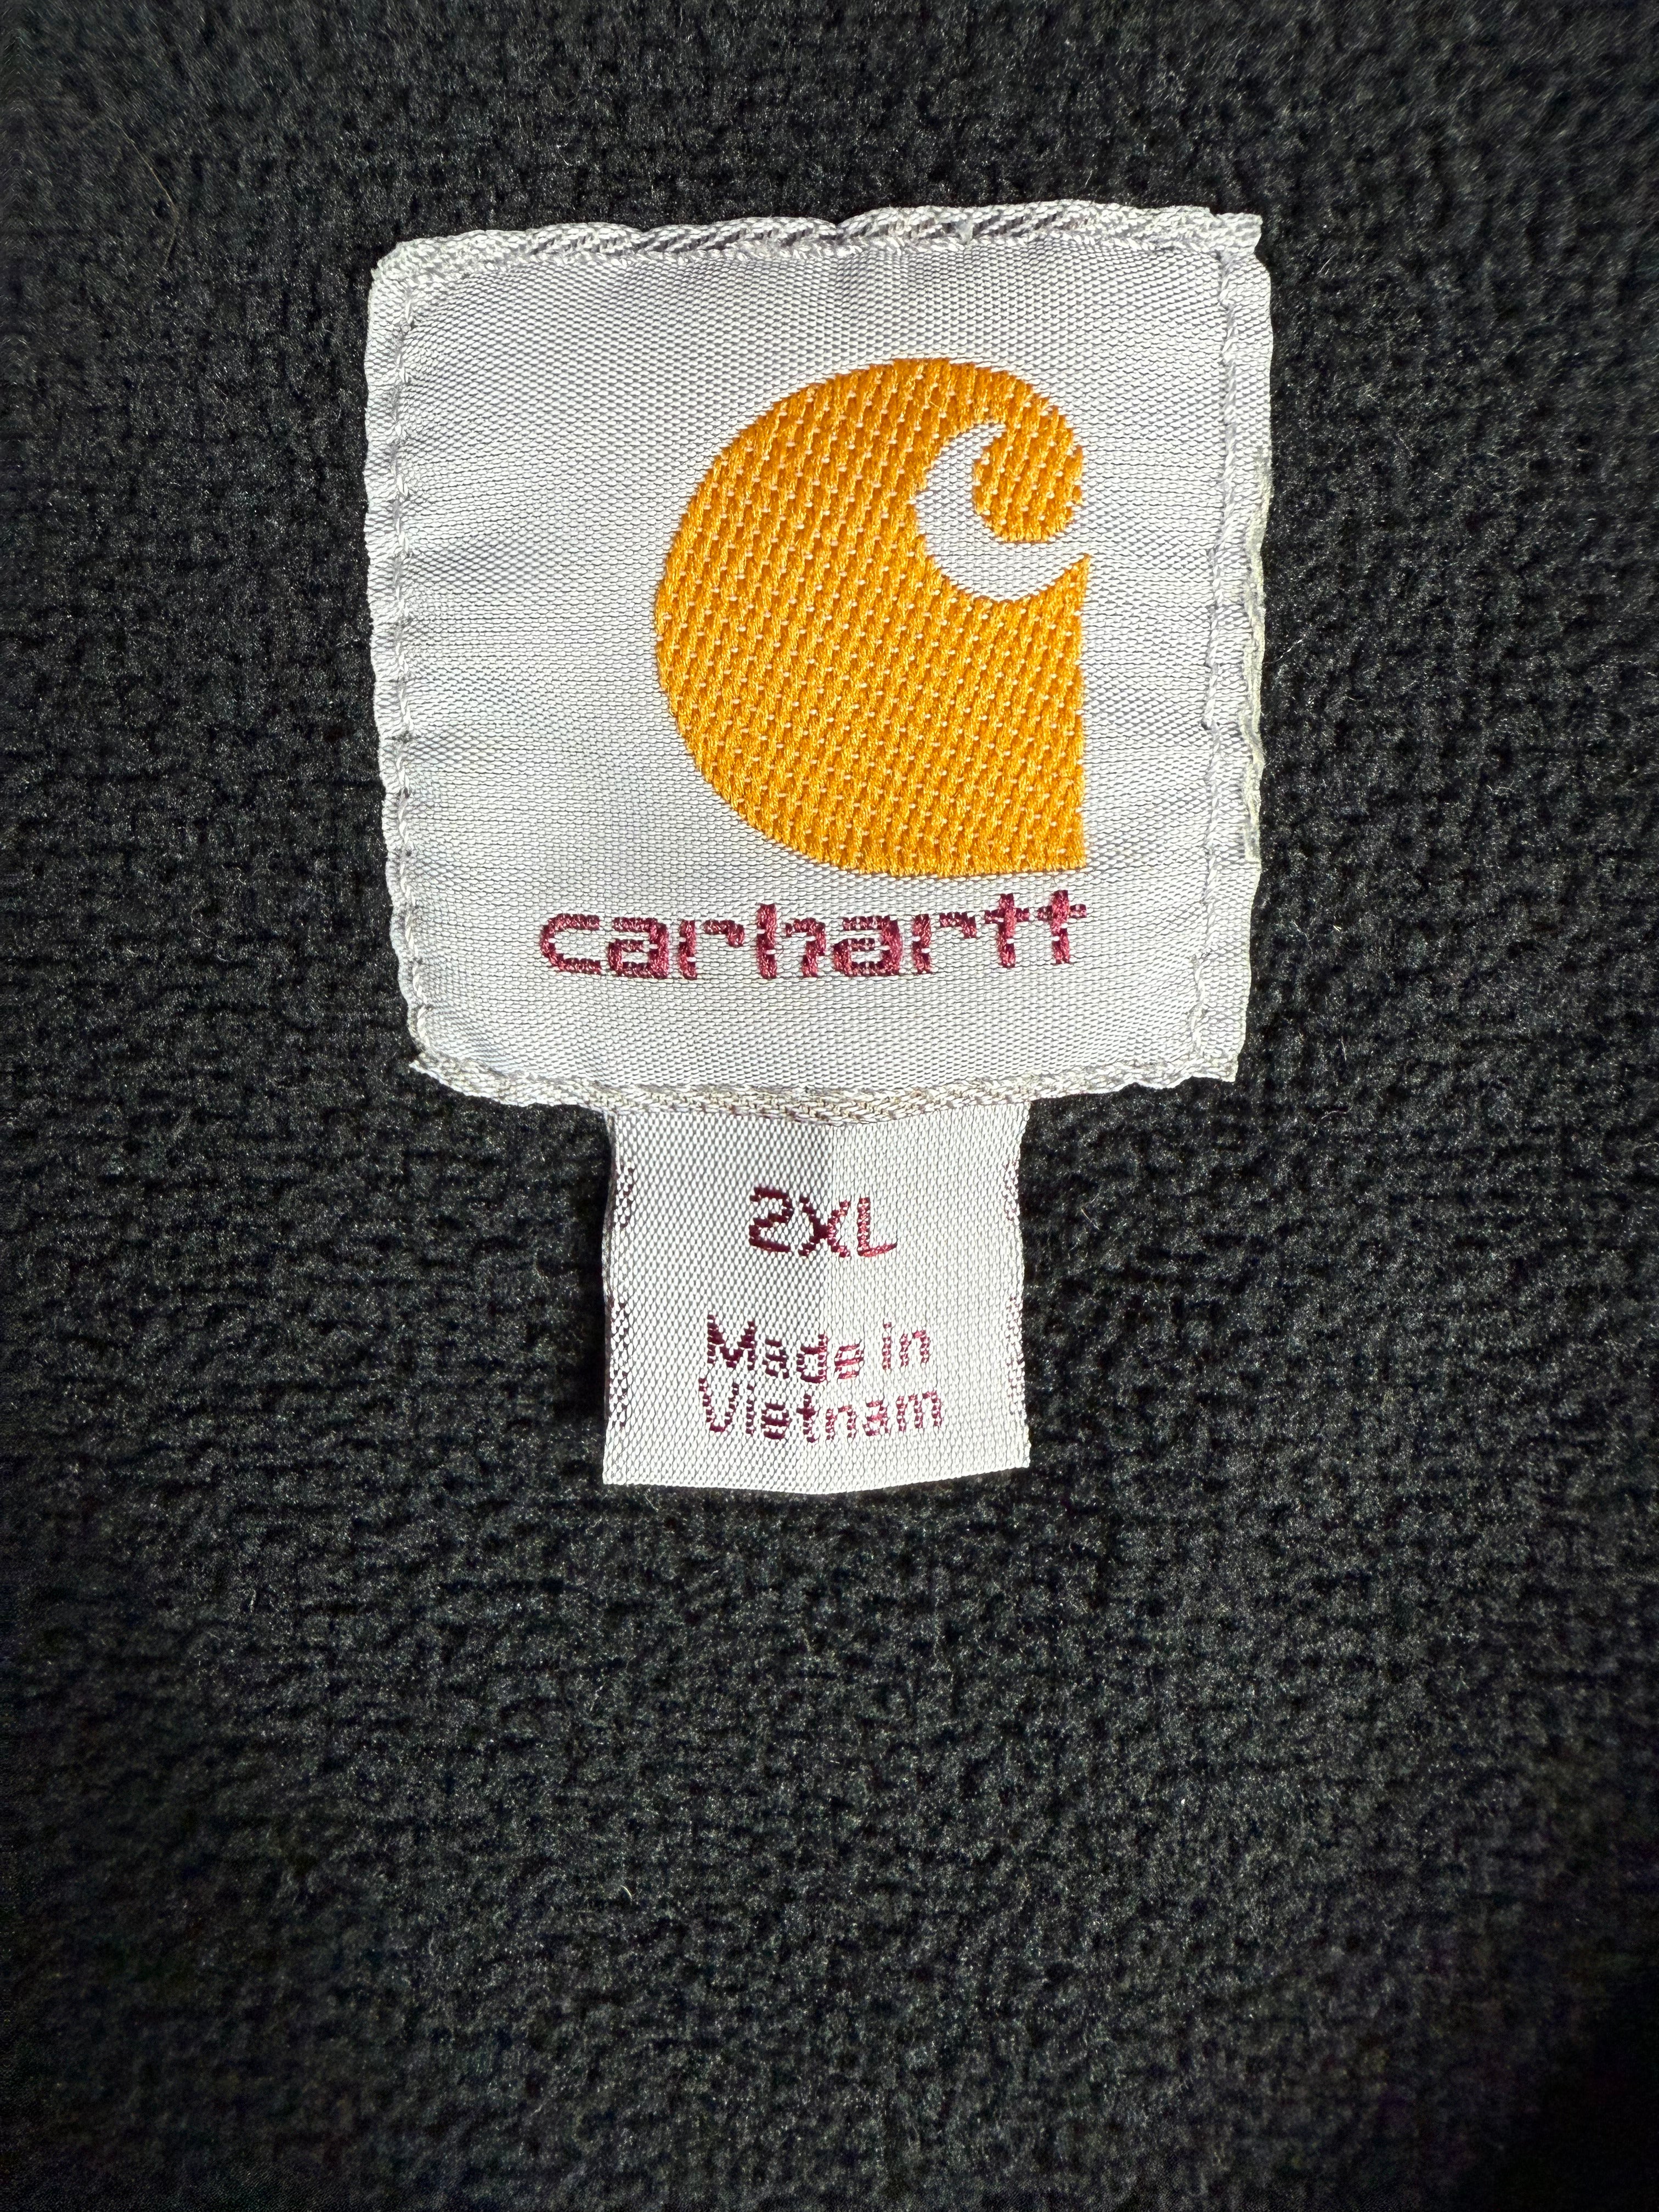 carhartt
2XL
Made in
Vietnam